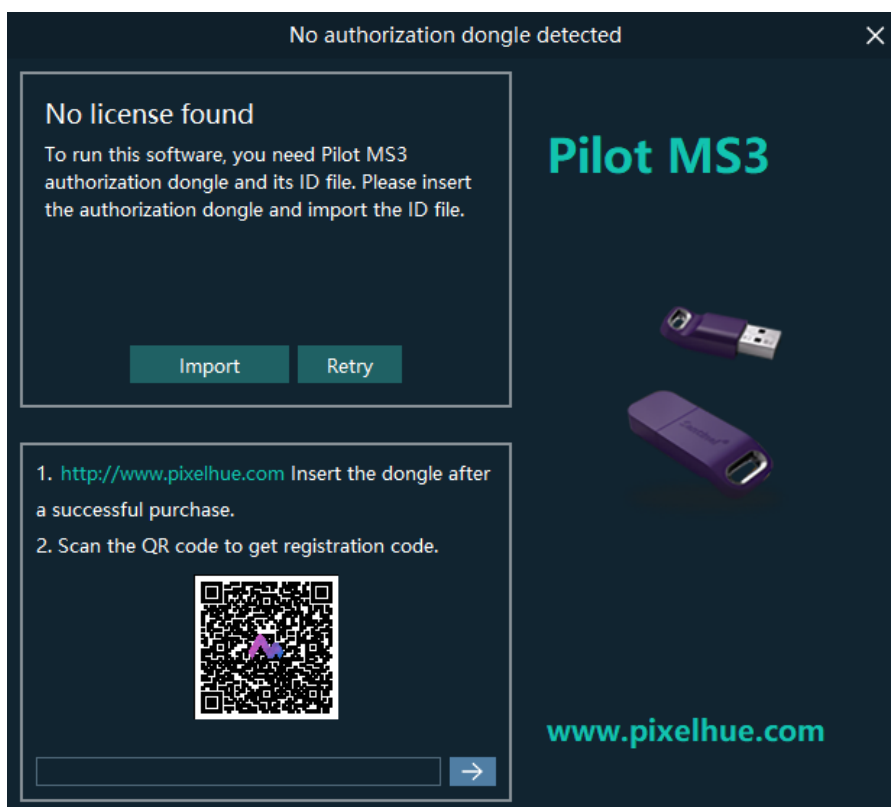 No authorization dongle detected
No license found
To run this software, you need Pilot MS3
authorization dongle and its ID file. Please insert
the authorization dongle and import the ID file.
Import
Retry
1. http://www.pixelhue.com Insert the dongle after
a successful purchase.
2. Scan the QR code to get registration code.
Pilot MS3
Sentinel
www.pixelhue.com